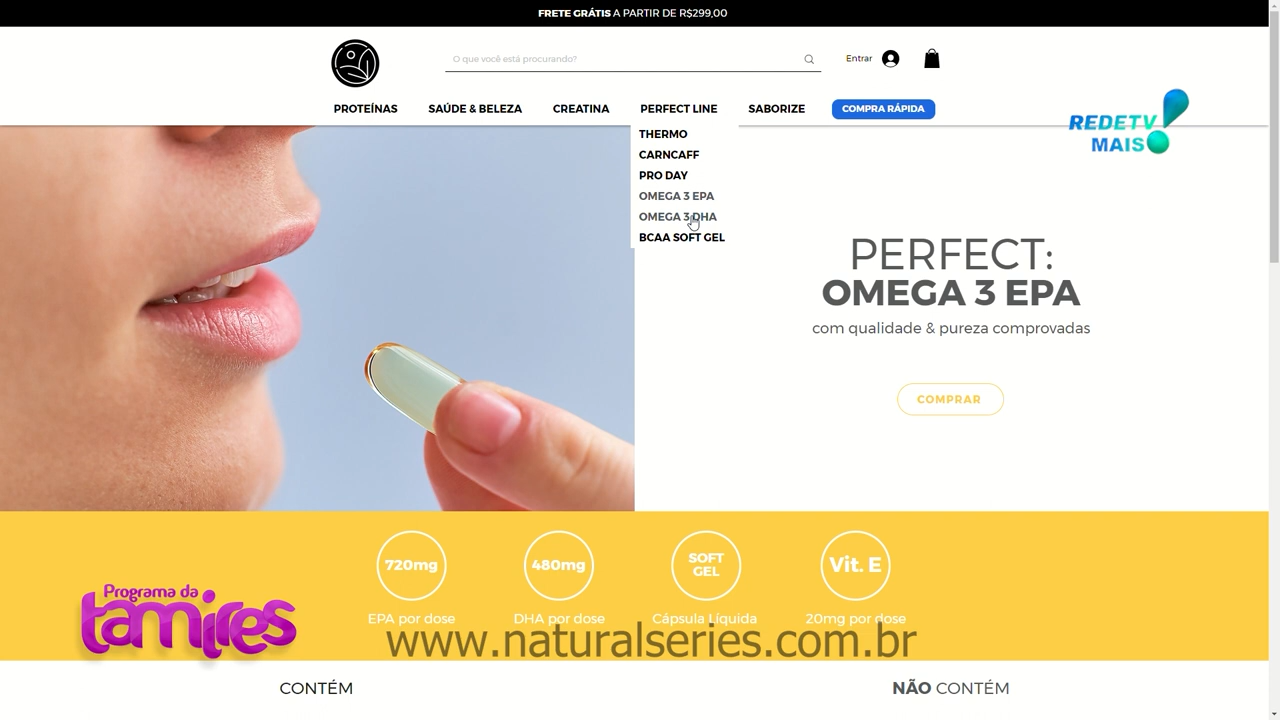 FRETE GRÁTIS A PARTIR DE R$299,00
O que você está procurando?
Entrar
PROTEÍNAS SAÚDE & BELEZA CREATINA PERFECT LINE SABORIZE COMPRA RÁPIDA
REDETV!
MAIS
THERMO
CARNCAFF
PRO DAY
OMEGA 3 EPA
OMEGA 3 DHA
BCAA SOFT GEL
PERFECT:
OMEGA 3 EPA
com qualidade & pureza comprovadas
COMPRAR
720mg
EPA por dose
480mg
DHA por dose
SOFT
GEL
Cápsula Líquida
Vit. E
20mg por dose
Programa da
tamires
www.naturalseries.com.br
CONTÉM
NÃO CONTÉM